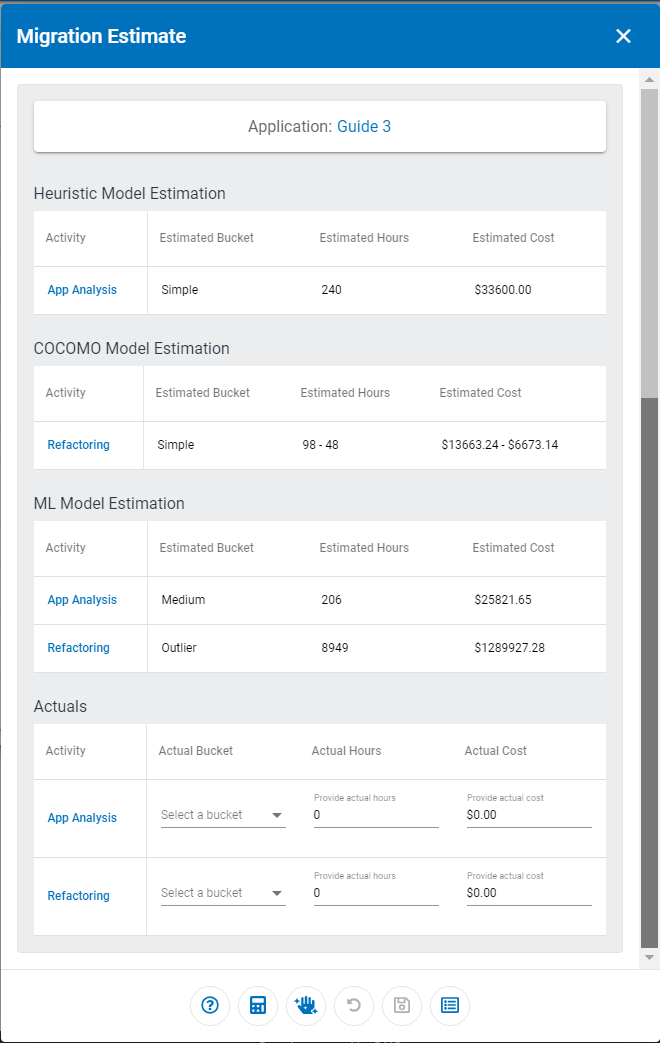 Migration Estimate
Application: Guide 3
Heuristic Model Estimation
Activity Estimated Bucket Estimated Hours Estimated Cost
App Analysis Simple 240 $33600.00
COCOMO Model Estimation
Activity Estimated Bucket Estimated Hours Estimated Cost
Refactoring Simple 98 - 48 $13663.24 - $6673.14
ML Model Estimation
Activity Estimated Bucket Estimated Hours Estimated Cost
App Analysis Medium 206 $25821.65
Refactoring Outlier 8949 $1289927.28
Actuals
Activity Actual Bucket Actual Hours Actual Cost
Provide actual hours Provide actual cost
App Analysis Select a bucket 0 $0.00
Provide actual hours Provide actual cost
Refactoring Select a bucket 0 $0.00